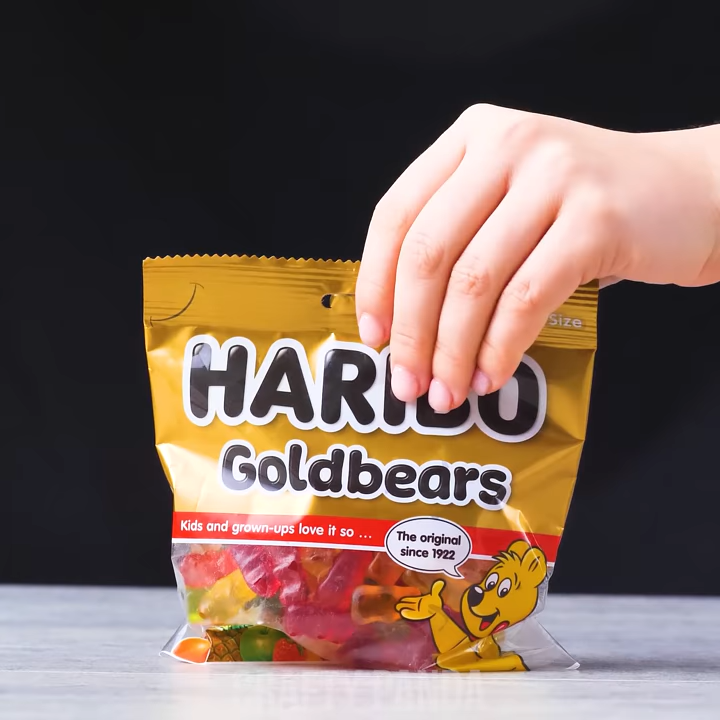 Size
HARIBO
Goldbears
Kids and grown-ups love it so ...
The original
since 1922